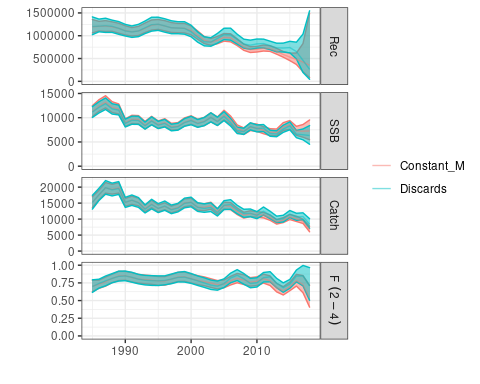 1500000
1000000
500000
0
Rec
15000
10000
5000
0
SSB
20000
15000
10000
5000
0
Catch
1.00
0.75
0.50
0.25
0.00
F (2 − 4)
1990 2000 2010
Constant_M
Discards